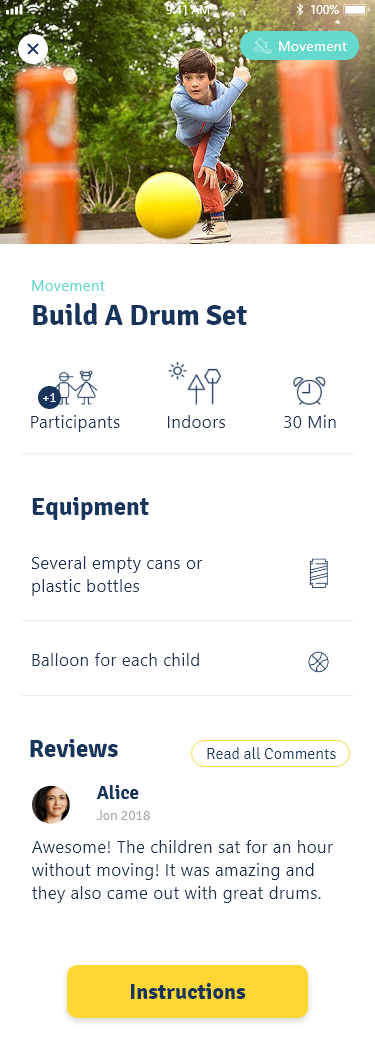 9:41 AM
100%
Movement
Movement
Build A Drum Set
+1
Participants
Indoors
30 Min
Equipment
Several empty cans or
plastic bottles
Balloon for each child
Reviews
Read all Comments
Alice
Jon 2018
Awesome! The children sat for an hour
without moving! It was amazing and
they also came out with great drums.
Instructions